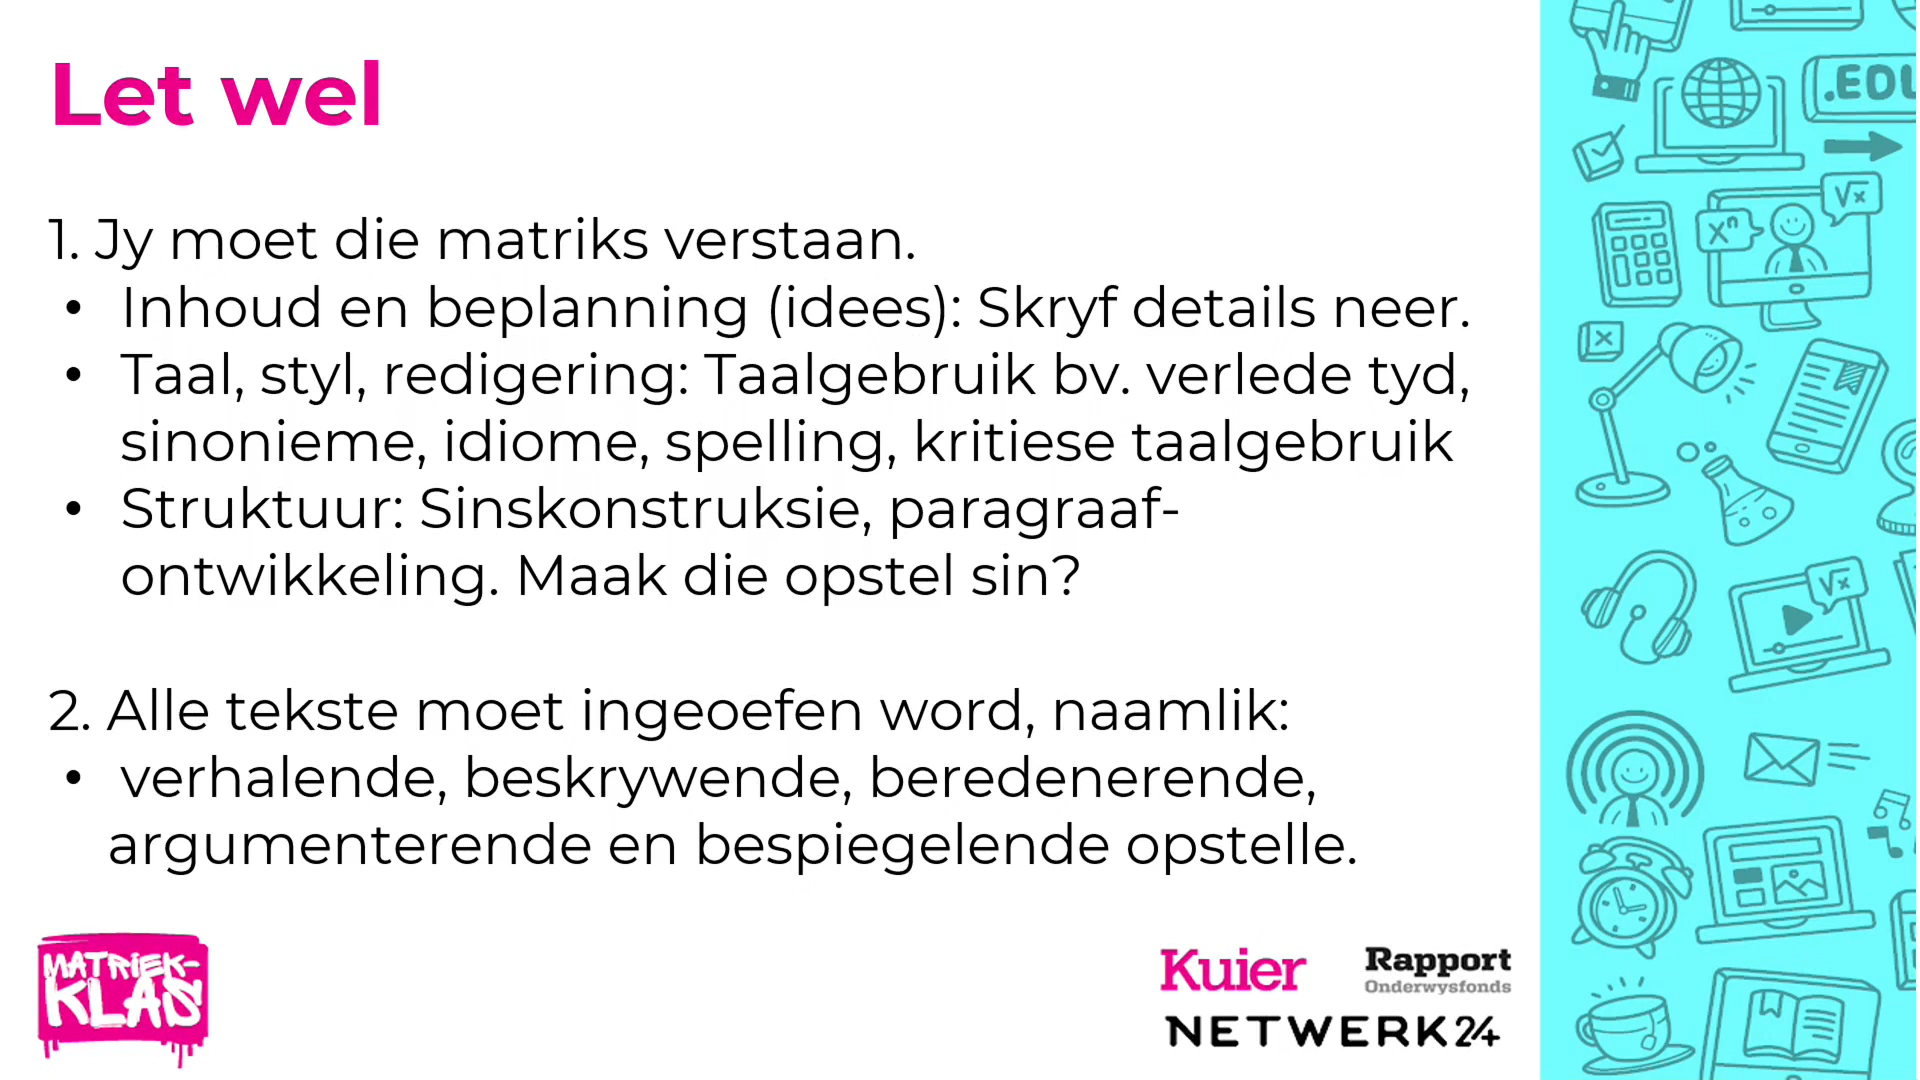 Let wel
1. Jy moet die matriks verstaan.
• Inhoud en beplanning (idees): Skryf details neer.
• Taal, styl, redigering: Taalgebruik bv. verlede tyd,
sinonieme, idiome, spelling, kritiese taalgebruik
• Struktuur: Sinskonstruksie, paragraaf-
ontwikkeling. Maak die opstel sin?
2. Alle tekste moet ingeoefen word, naamlik:
• verhalende, beskrywende, beredenerende,
argumenterende en bespiegelende opstelle.
MATRIEK-
KLAS
Kuier
Rapport
Onderwysfonds
NETWERK24
.EDU
√x
xⁿ
√x